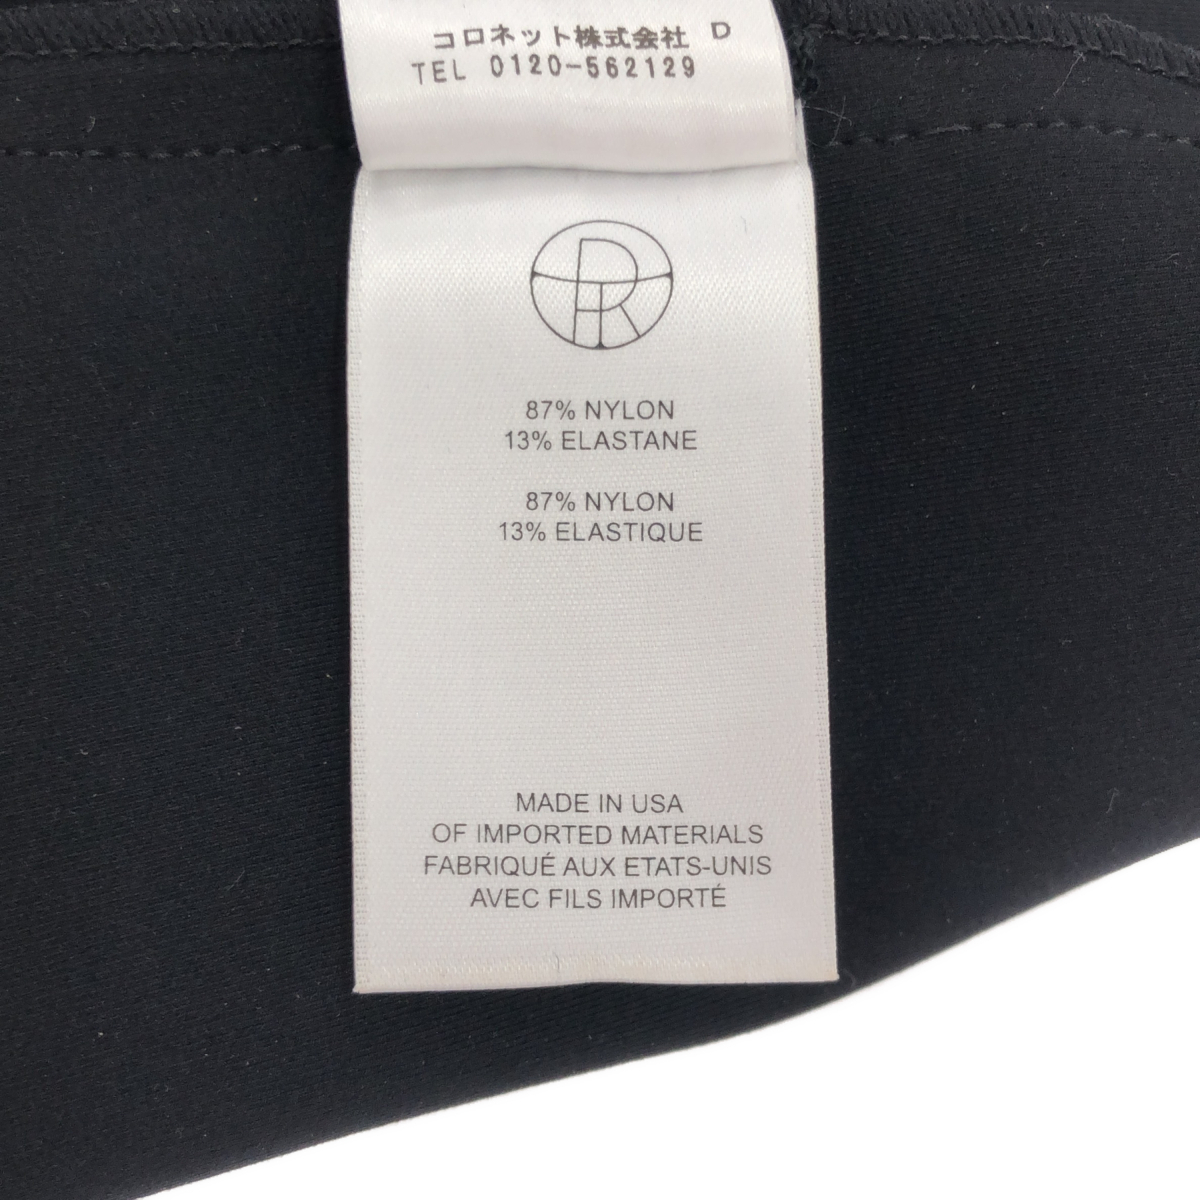 コロネット株式会社 D
TEL 0120-562129
87% NYLON
13% ELASTANE
87% NYLON
13% ELASTIQUE
MADE IN USA
OF IMPORTED MATERIALS
FABRIQUÉ AUX ETATS-UNIS
AVEC FILS IMPORTÉ